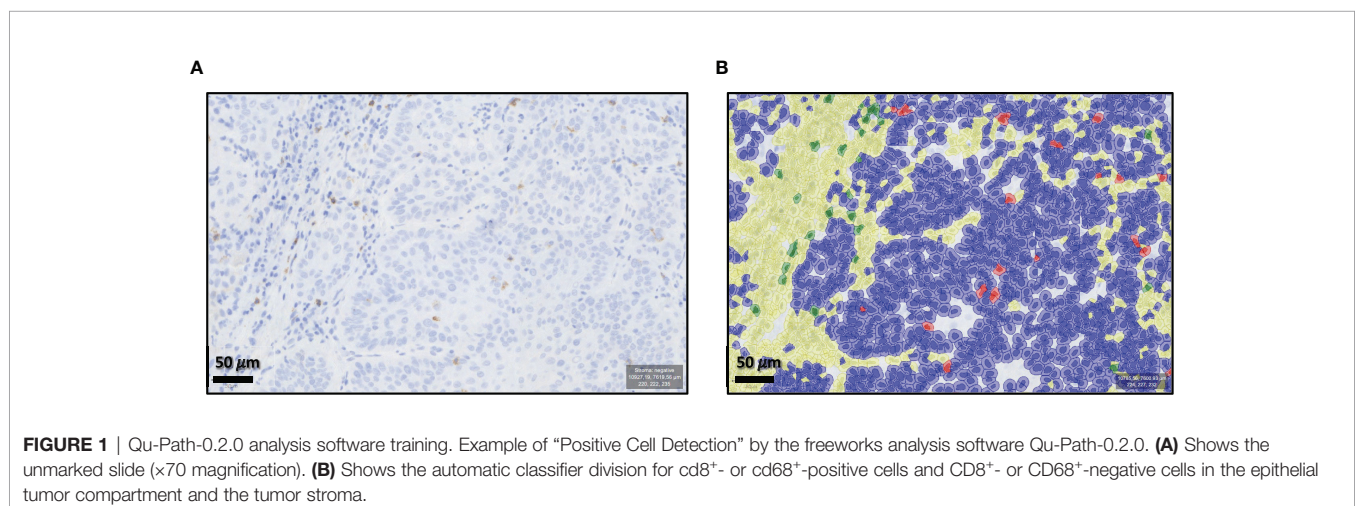 A
B
50 µm
Stroma: negative
50 µm
FIGURE 1 | Qu-Path-0.2.0 analysis software training. Example of “Positive Cell Detection” by the freeworks analysis software Qu-Path-0.2.0. (A) Shows the
unmarked slide (×70 magnification). (B) Shows the automatic classifier division for cd8⁺- or cd68⁺-positive cells and CD8⁺- or CD68⁺-negative cells in the epithelial
tumor compartment and the tumor stroma.